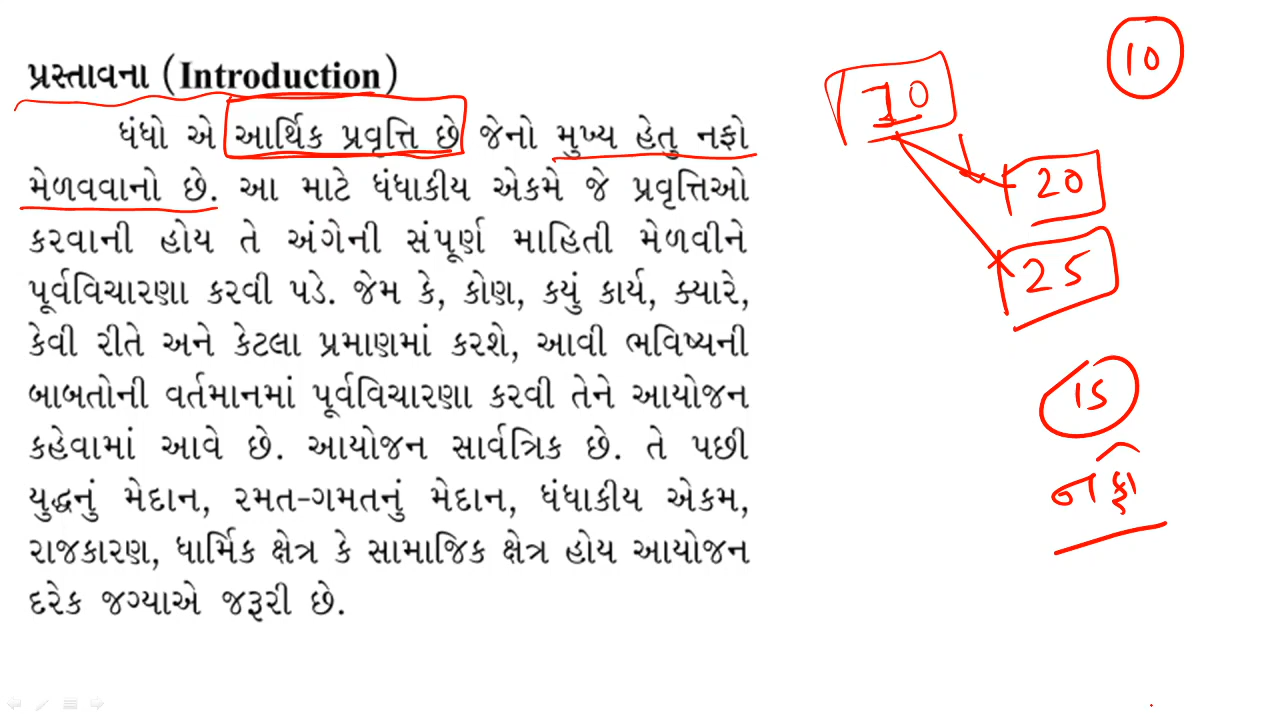 પ્રસ્તાવના (Introduction)
ધંધો એ આર્થિક પ્રવૃત્તિ છે જેનો મુખ્ય હેતુ નફો
મેળવવાનો છે. આ માટે ધંધાકીય એકમે જે પ્રવૃત્તિઓ
કરવાની હોય તે અંગેની સંપૂર્ણ માહિતી મેળવીને
પૂર્વવિચારણા કરવી પડે. જેમ કે, કોણ, કયું કાર્ય, ક્યારે,
કેવી રીતે અને કેટલા પ્રમાણમાં કરશે, આવી ભવિષ્યની
બાબતોની વર્તમાનમાં પૂર્વવિચારણા કરવી તેને આયોજન
કહેવામાં આવે છે. આયોજન સાર્વત્રિક છે. તે પછી
યુદ્ધનું મેદાન, રમત-ગમતનું મેદાન, ધંધાકીય એકમ,
રાજકારણ, ધાર્મિક ક્ષેત્ર કે સામાજિક ક્ષેત્ર હોય આયોજન
દરેક જગ્યાએ જરૂરી છે.
10
10
20
25
15
નફો